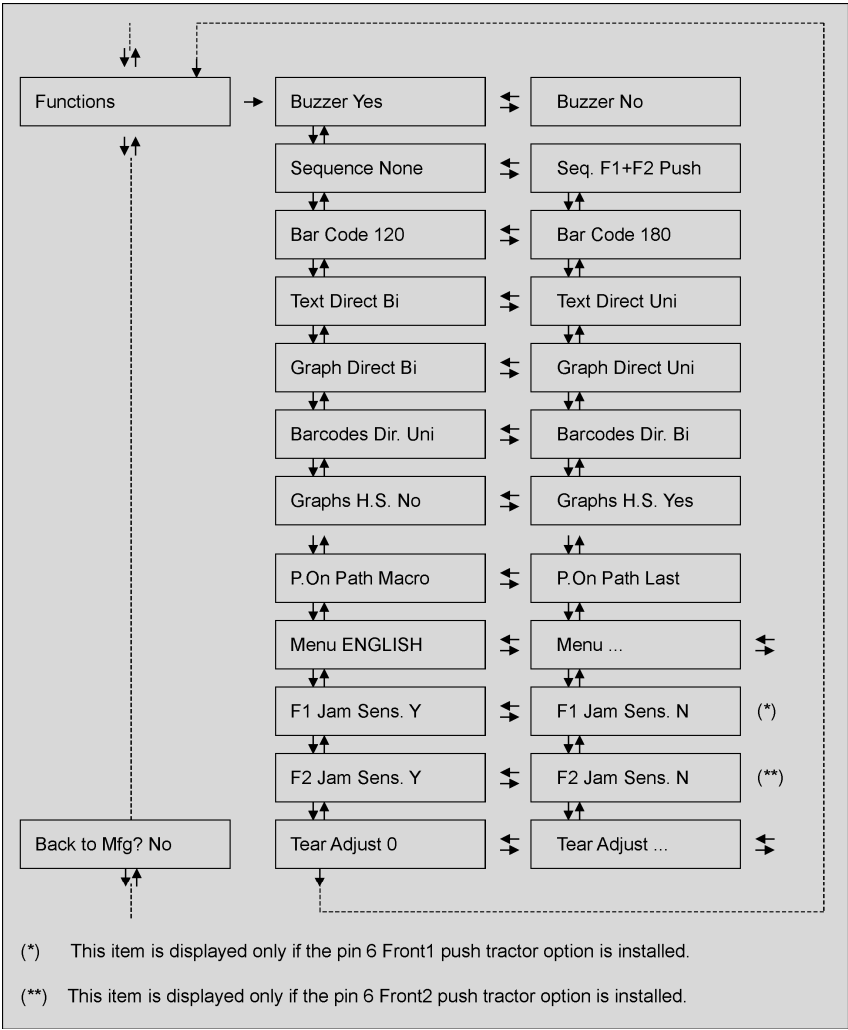 Functions
Buzzer Yes
Buzzer No
Sequence None
Seq. F1+F2 Push
Bar Code 120
Bar Code 180
Text Direct Bi
Text Direct Uni
Graph Direct Bi
Graph Direct Uni
Barcodes Dir. Uni
Barcodes Dir. Bi
Graphs H.S. No
Graphs H.S. Yes
P.On Path Macro
P.On Path Last
Menu ENGLISH
Menu ...
F1 Jam Sens. Y
F1 Jam Sens. N
(*)
F2 Jam Sens. Y
F2 Jam Sens. N
(**)
Back to Mfg? No
Tear Adjust 0
Tear Adjust ...
(*) This item is displayed only if the pin 6 Front1 push tractor option is installed.
(**) This item is displayed only if the pin 6 Front2 push tractor option is installed.